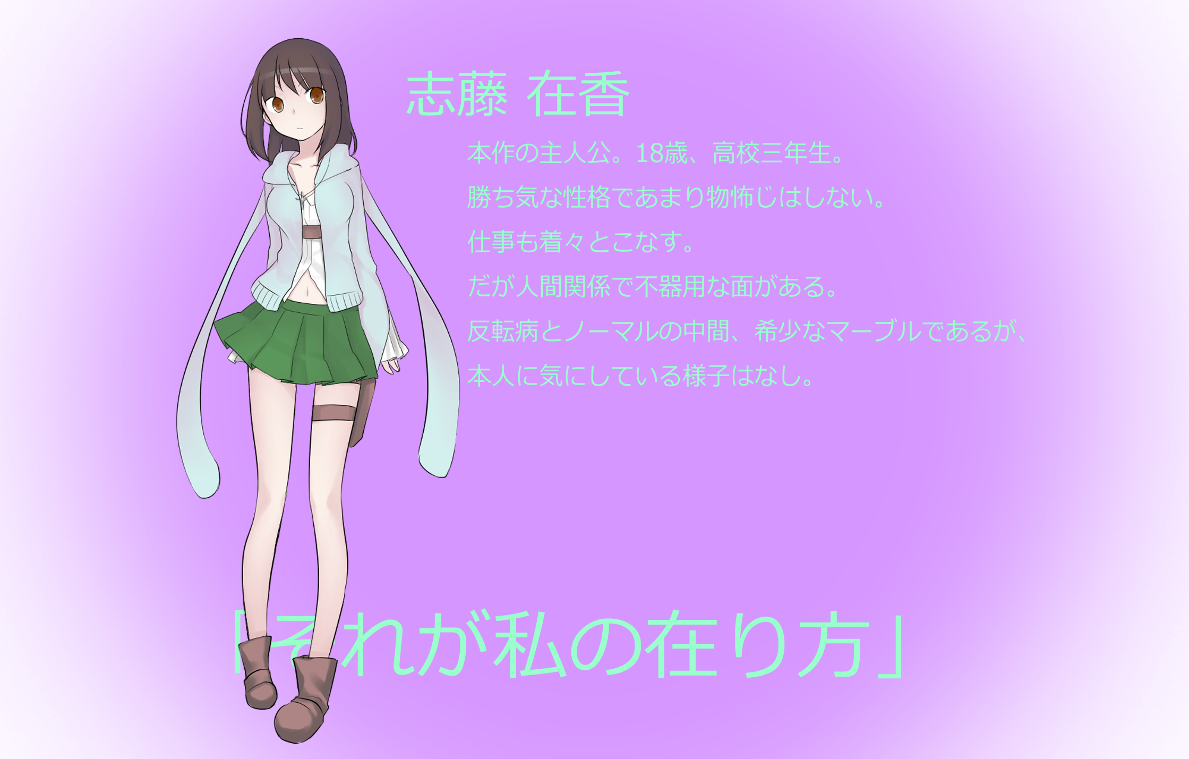 志藤 在香
本作の主人公。18歳、高校三年生。
勝ち気な性格であまり物怖じはしない。
仕事も着々とこなす。
だが人間関係で不器用な面がある。
反転病とノーマルの中間、希少なマーブルであるが、
本人に気にしている様子はなし。
「それが私の在り方」